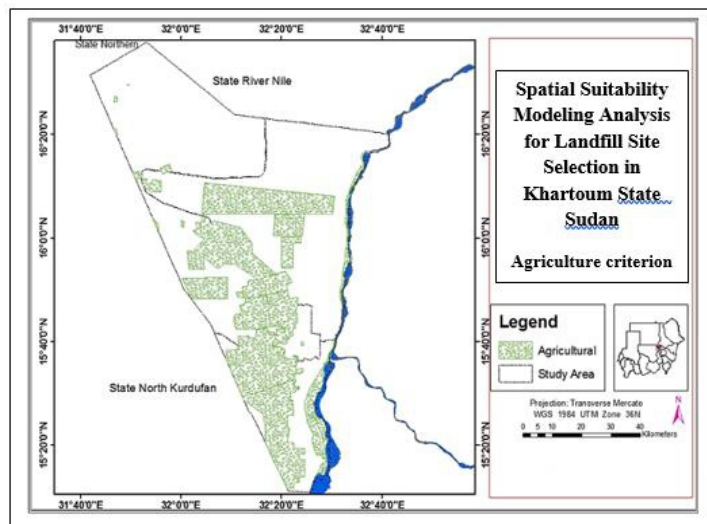 31°40'0"E 32°0'0"E 32°20'0"E 32°40'0"E
State Northern
State River Nile
16°20'0"N
16°0'0"N
15°40'0"N
15°20'0"N
16°20'0"N
16°0'0"N
15°40'0"N
15°20'0"N
State North Kurdufan
31°40'0"E 32°0'0"E 32°20'0"E 32°40'0"E
Spatial Suitability
Modeling Analysis
for Landfill Site
Selection in
Khartoum State
Sudan
Agriculture criterion
Legend
Agricultural
Study Area
N
Projection: Transverse Mercate
WGS 1984 UTM Zone 36N
0 5 10 20 30 40
Kilometers